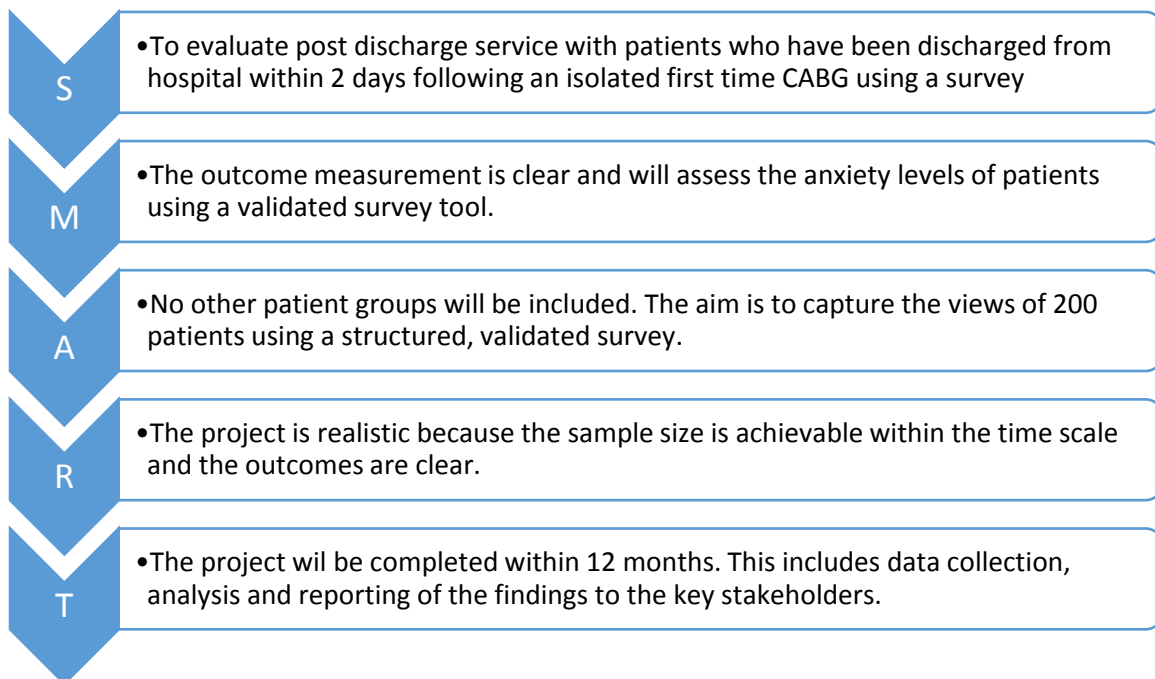 S
•To evaluate post discharge service with patients who have been discharged from
hospital within 2 days following an isolated first time CABG using a survey
M
•The outcome measurement is clear and will assess the anxiety levels of patients
using a validated survey tool.
A
•No other patient groups will be included. The aim is to capture the views of 200
patients using a structured, validated survey.
R
•The project is realistic because the sample size is achievable within the time scale
and the outcomes are clear.
T
•The project wil be completed within 12 months. This includes data collection,
analysis and reporting of the findings to the key stakeholders.